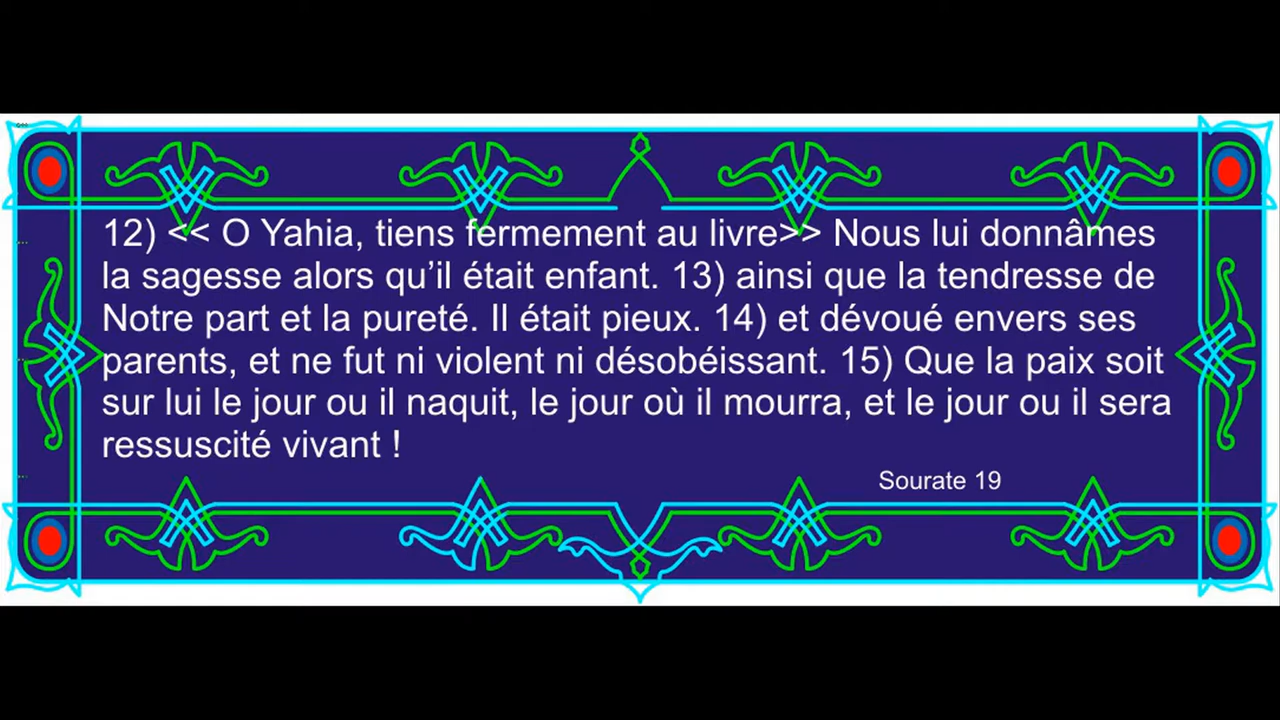 12) << O Yahia, tiens fermement au livre>> Nous lui donnâmes
la sagesse alors qu’il était enfant. 13) ainsi que la tendresse de
Notre part et la pureté. Il était pieux. 14) et dévoué envers ses
parents, et ne fut ni violent ni désobéissant. 15) Que la paix soit
sur lui le jour ou il naquit, le jour où il mourra, et le jour ou il sera
ressuscité vivant !
Sourate 19